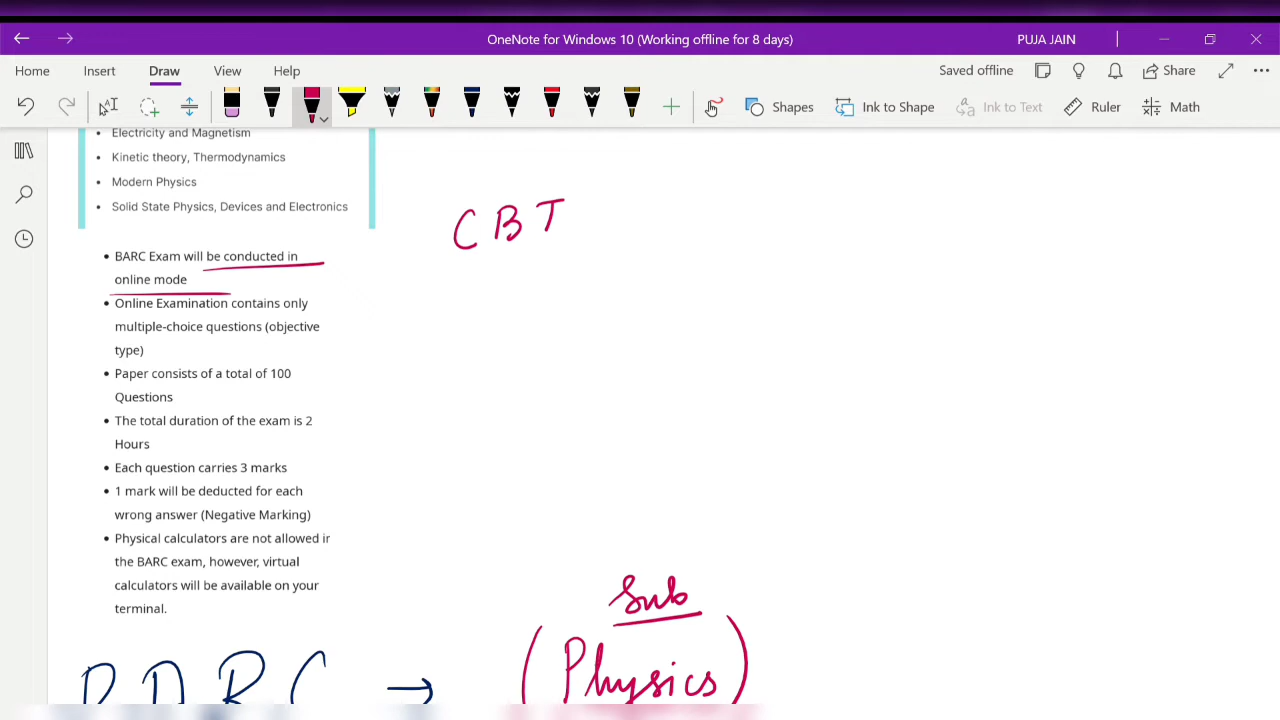 OneNote for Windows 10 (Working offline for 8 days)
PUJA JAIN
Home Insert Draw View Help
Saved offline Share
Shapes Ink to Shape Ink to Text Ruler Math
• Electricity and Magnetism
• Kinetic theory, Thermodynamics
• Modern Physics
• Solid State Physics, Devices and Electronics
CBT
• BARC Exam will be conducted in
online mode
• Online Examination contains only
multiple-choice questions (objective
type)
• Paper consists of a total of 100
Questions
• The total duration of the exam is 2
Hours
• Each question carries 3 marks
• 1 mark will be deducted for each
wrong answer (Negative Marking)
• Physical calculators are not allowed in
the BARC exam, however, virtual
calculators will be available on your
terminal.
Sub
→ (Physics)